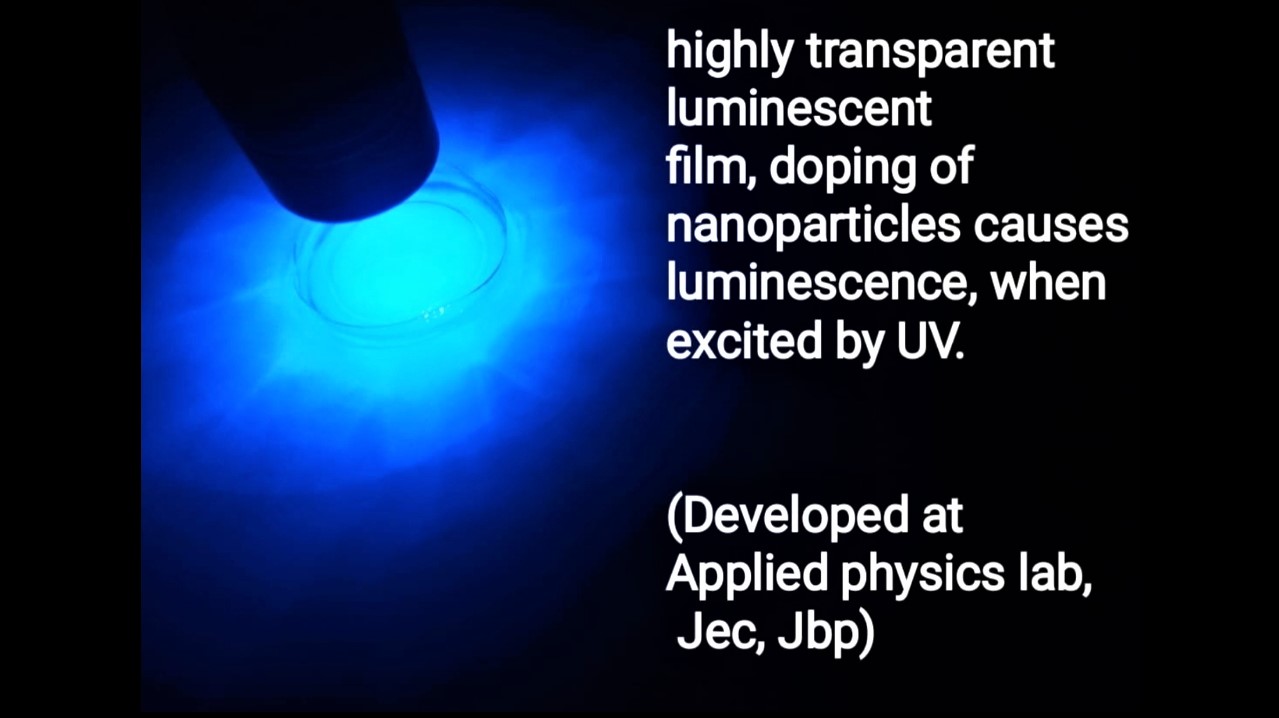 highly transparent
luminescent
film, doping of
nanoparticles causes
luminescence, when
excited by UV.
(Developed at
Applied physics lab,
Jec, Jbp)